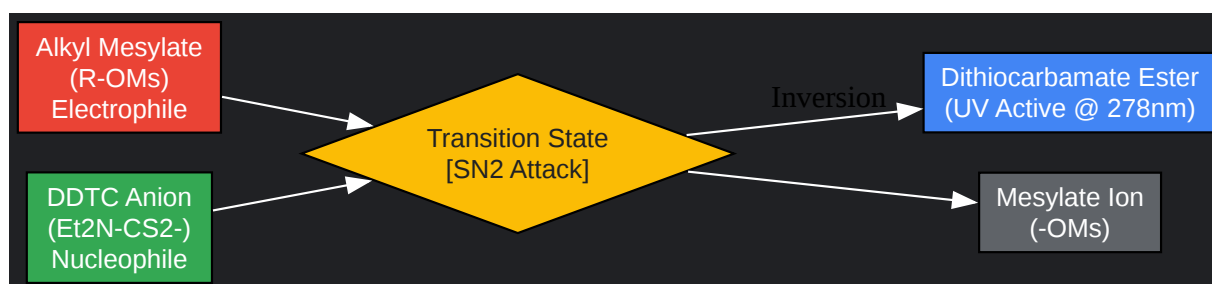 Alkyl Mesylate
(R-OMs)
Electrophile
DDTC Anion
(Et2N-CS2-)
Nucleophile
Transition State
[SN2 Attack]
Inversion
Dithiocarbamate Ester
(UV Active @ 278nm)
Mesylate Ion
(-OMs)